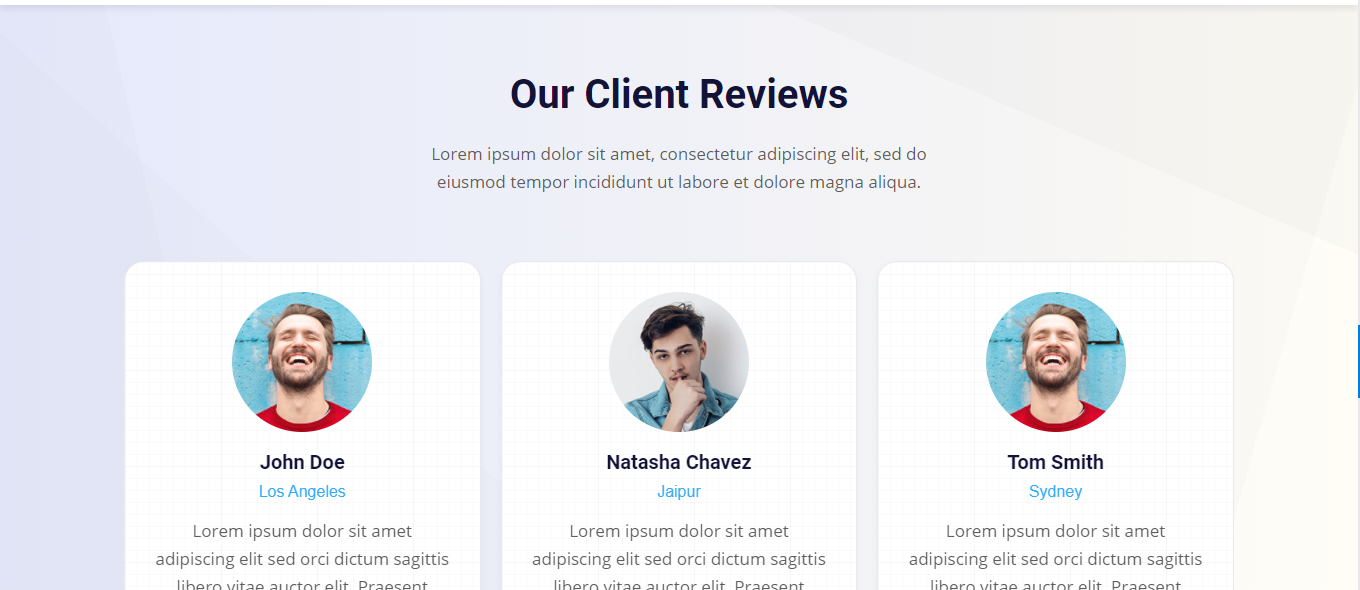 Our Client Reviews
Lorem ipsum dolor sit amet, consectetur adipiscing elit, sed do
eiusmod tempor incididunt ut labore et dolore magna aliqua.
John Doe
Los Angeles
Lorem ipsum dolor sit amet
adipiscing elit sed orci dictum sagittis
libero vitae auctor elit. Praesent
Natasha Chavez
Jaipur
Lorem ipsum dolor sit amet
adipiscing elit sed orci dictum sagittis
libero vitae auctor elit. Praesent
Tom Smith
Sydney
Lorem ipsum dolor sit amet
adipiscing elit sed orci dictum sagittis
libero vitae auctor elit. Praesent